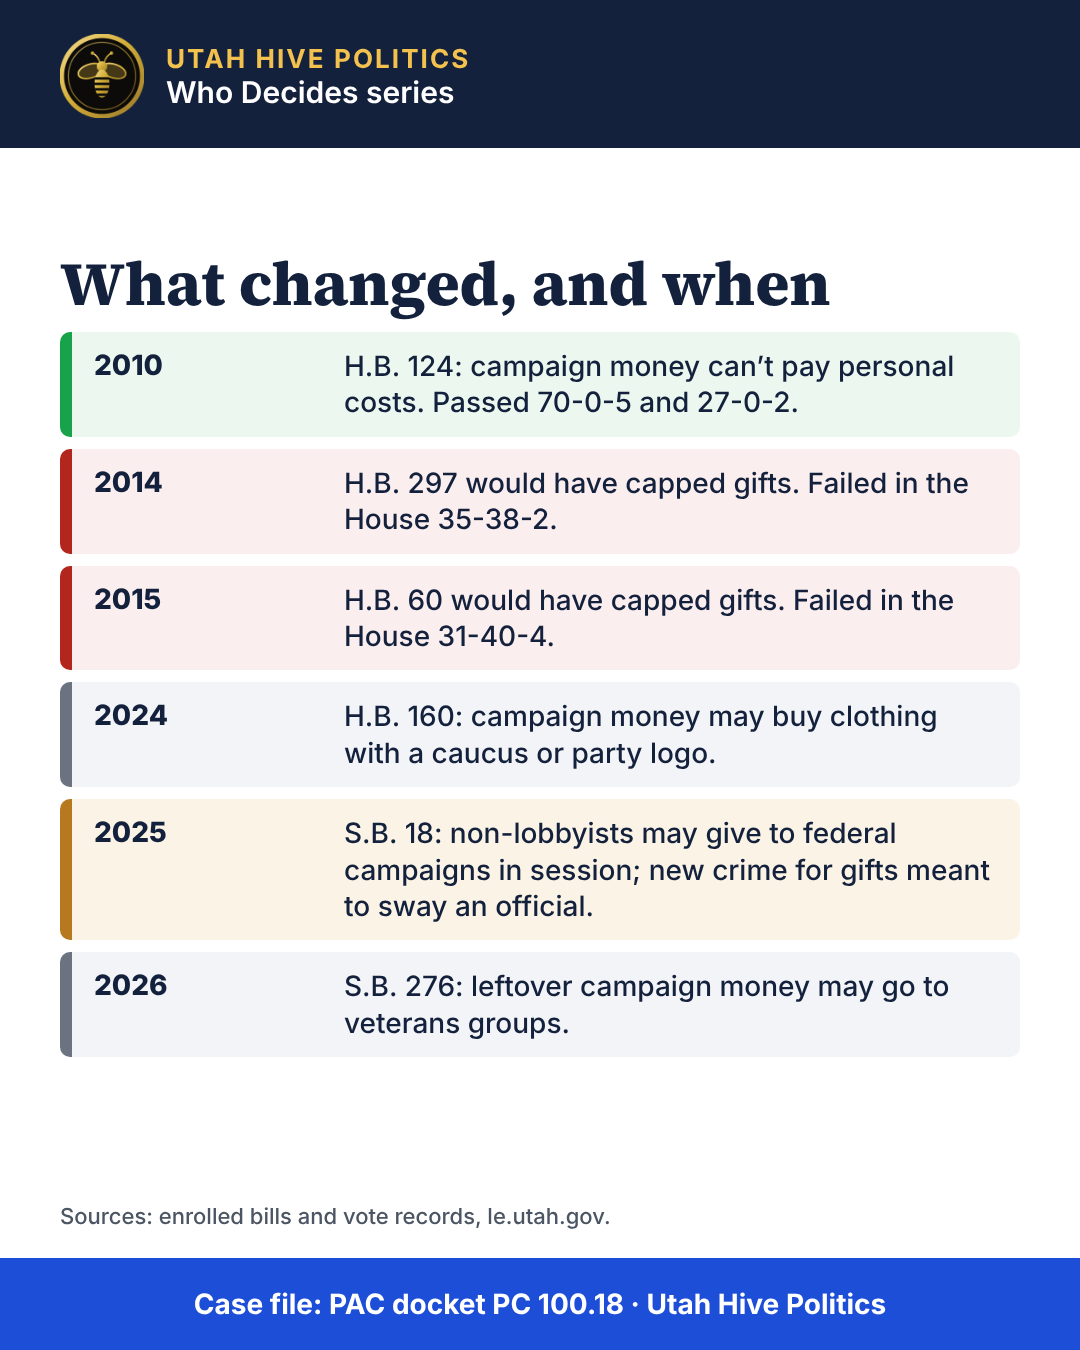 UTAH HIVE POLITICS
Who Decides series
What changed, and when
2010
H.B. 124: campaign money can’t pay personal
costs. Passed 70-0-5 and 27-0-2.
2014
H.B. 297 would have capped gifts. Failed in the
House 35-38-2.
2015
H.B. 60 would have capped gifts. Failed in the
House 31-40-4.
2024
H.B. 160: campaign money may buy clothing
with a caucus or party logo.
2025
S.B. 18: non-lobbyists may give to federal
campaigns in session; new crime for gifts meant
to sway an official.
2026
S.B. 276: leftover campaign money may go to
veterans groups.
Sources: enrolled bills and vote records, le.utah.gov.
Case file: PAC docket PC 100.18 · Utah Hive Politics